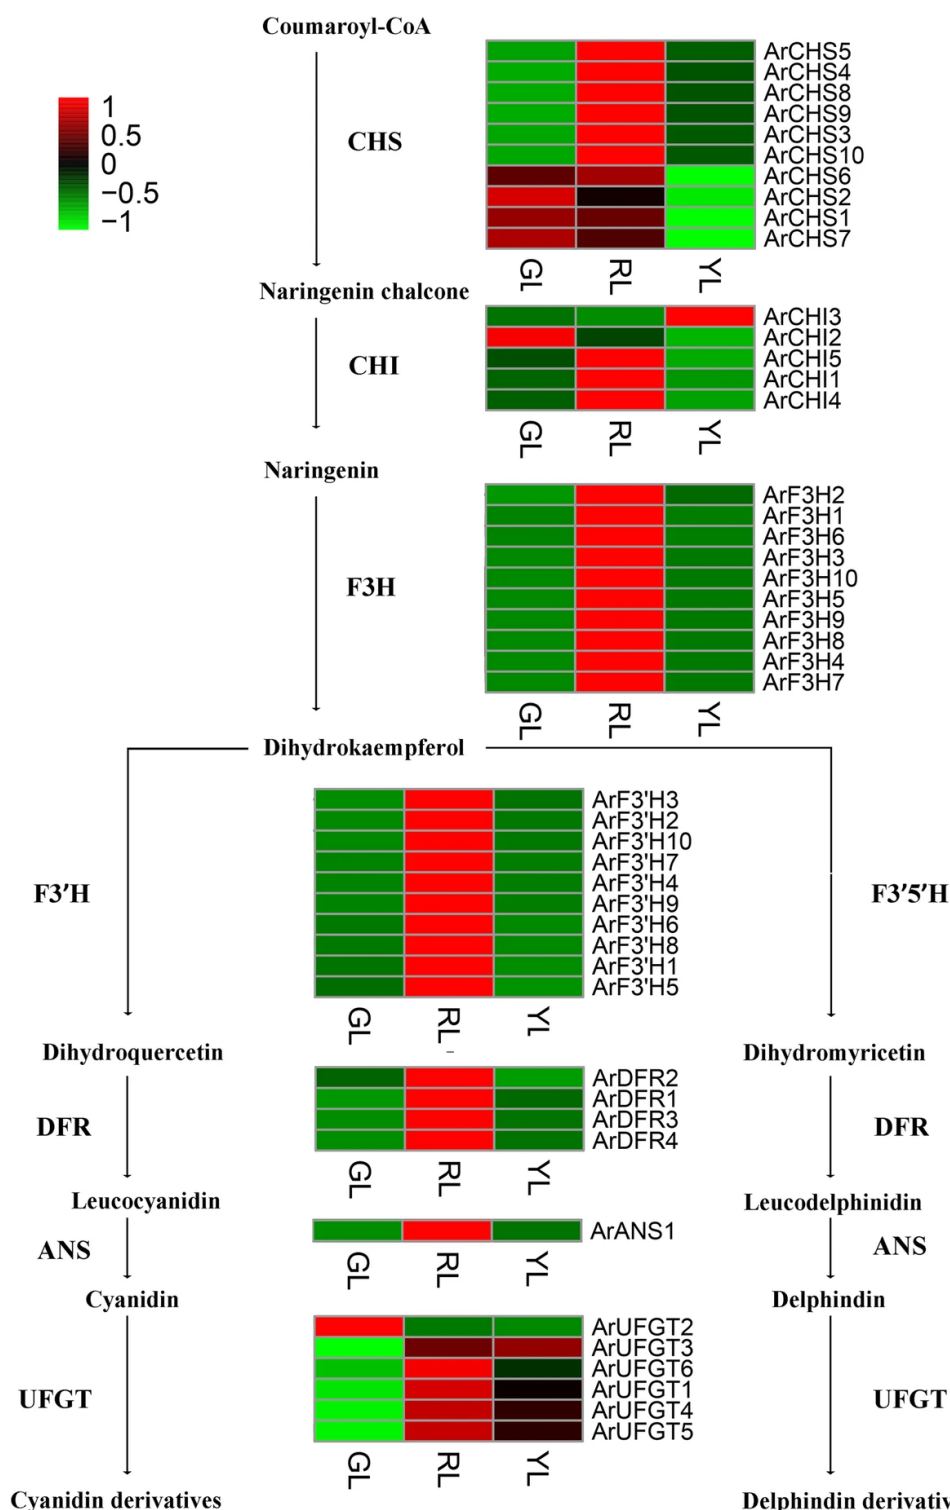 Coumaroyl-CoA
1
0.5
0
−0.5
−1
CHS
ArCHS5
ArCHS4
ArCHS8
ArCHS9
ArCHS3
ArCHS10
ArCHS6
ArCHS2
ArCHS1
ArCHS7
GL RL YL
Naringenin chalcone
CHI
ArCHI3
ArCHI2
ArCHI5
ArCHI1
ArCHI4
GL RL YL
Naringenin
F3H
ArF3H2
ArF3H1
ArF3H6
ArF3H3
ArF3H10
ArF3H5
ArF3H9
ArF3H8
ArF3H4
ArF3H7
GL RL YL
Dihydrokaempferol
F3′H
ArF3'H3
ArF3'H2
ArF3'H10
ArF3'H7
ArF3'H4
ArF3'H9
ArF3'H6
ArF3'H8
ArF3'H1
ArF3'H5
F3′5′H
GL RL YL
Dihydroquercetin
Dihydromyricetin
DFR
ArDFR2
ArDFR1
ArDFR3
ArDFR4
DFR
GL RL YL
Leucocyanidin
Leucodelphinidin
ANS
ArANS1
ANS
GL RL YL
Cyanidin
Delphindin
UFGT
ArUFGT2
ArUFGT3
ArUFGT6
ArUFGT1
ArUFGT4
ArUFGT5
UFGT
GL RL YL
Cyanidin derivatives
Delphindin derivativ